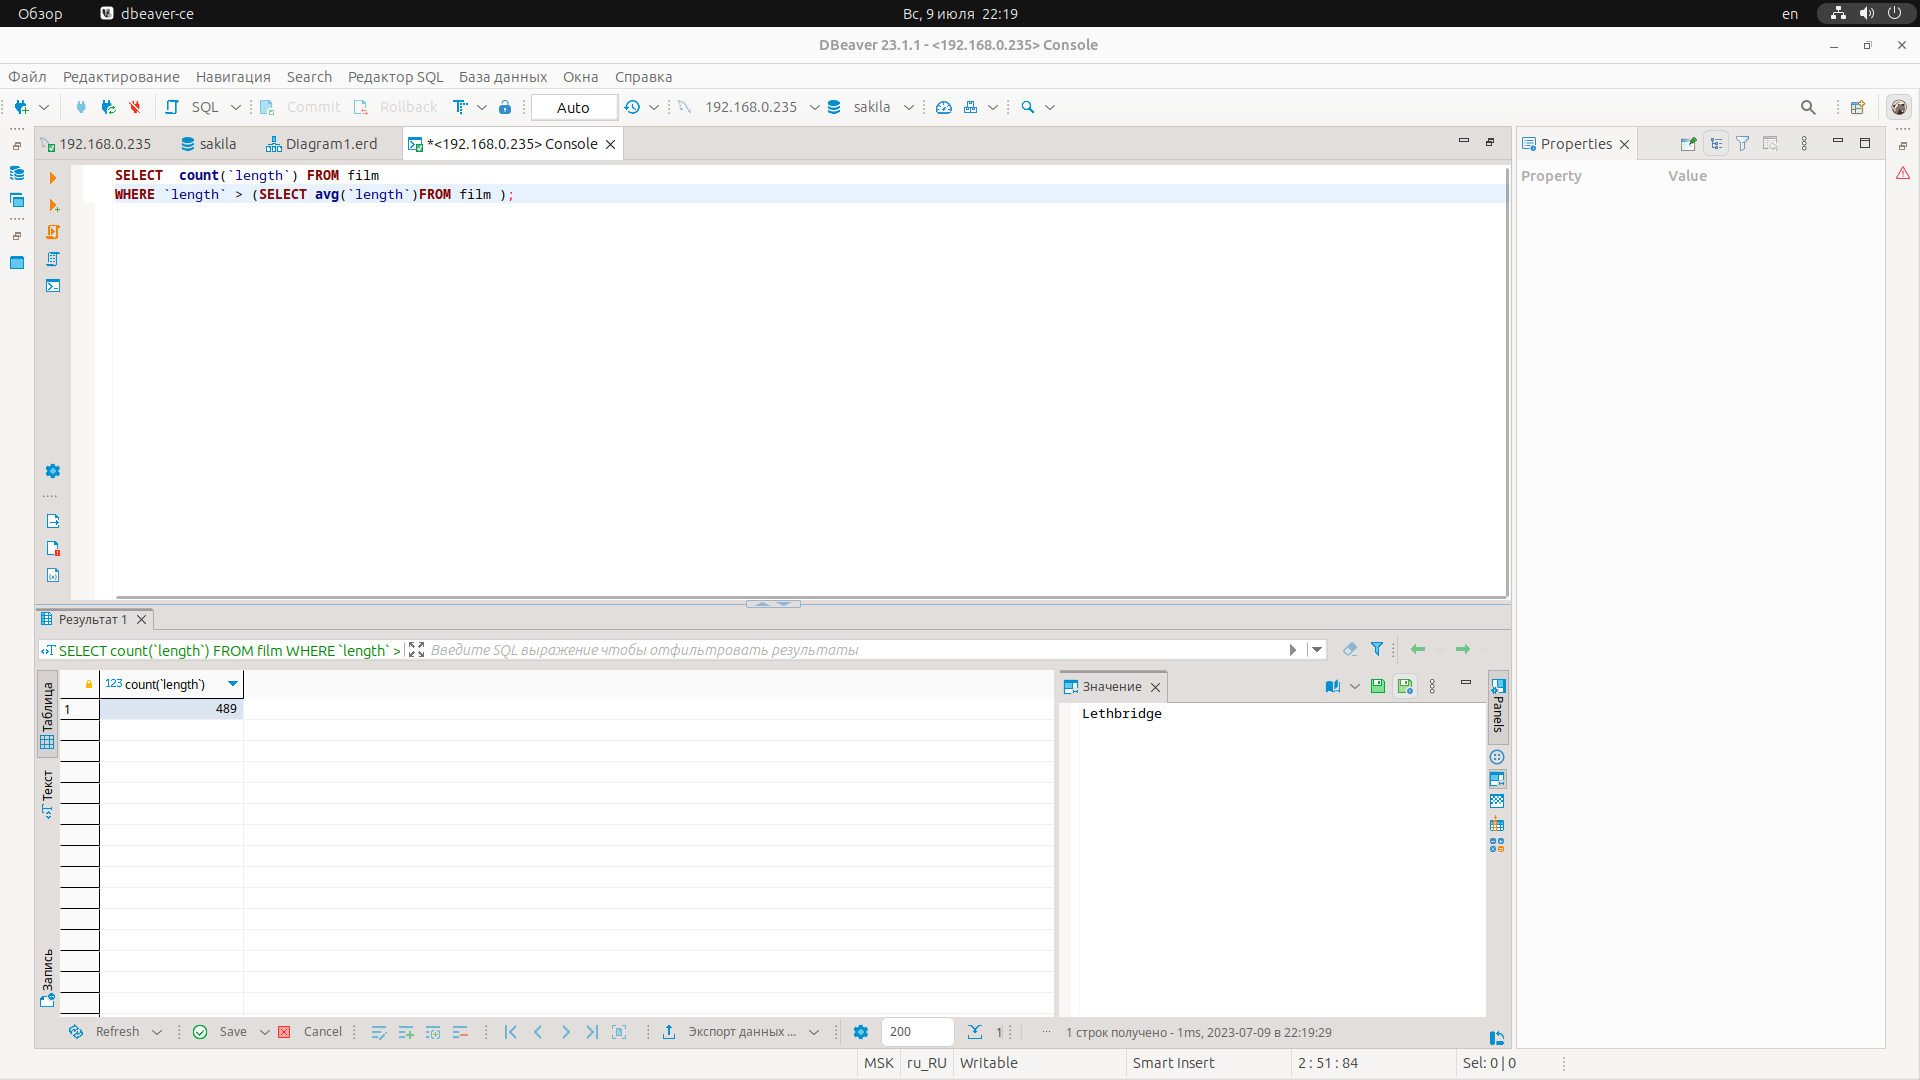 Обзор dbeaver-ce Вс, 9 июля 22:19 en
DBeaver 23.1.1 - <192.168.0.235> Console
Файл Редактирование Навигация Search Редактор SQL База данных Окна Справка
SQL Commit Rollback Auto 192.168.0.235 sakila
192.168.0.235 sakila Diagram1.erd *<192.168.0.235> Console Properties
Property Value
SELECT count(`length`) FROM film
WHERE `length` > (SELECT avg(`length`)FROM film );
Результат 1
SELECT count(`length`) FROM film WHERE `length` > Введите SQL выражение чтобы отфильтровать результаты
Таблица
Текст
Запись
123 count(`length`)
1 489
Значение
Lethbridge
Panels
Refresh Save Cancel Экспорт данных ... 200 1 ... 1 строк получено - 1ms, 2023-07-09 в 22:19:29
MSK ru_RU Writable Smart Insert 2 : 51 : 84 Sel: 0 | 0